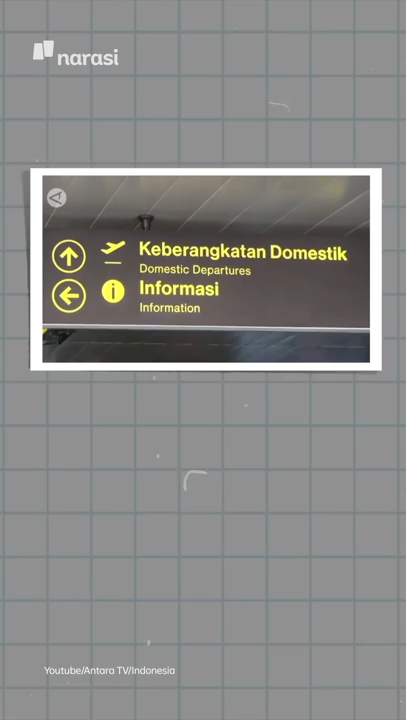 narasi
Keberangkatan Domestik
Domestic Departures
Informasi
Information
Youtube/Antara TV/Indonesia